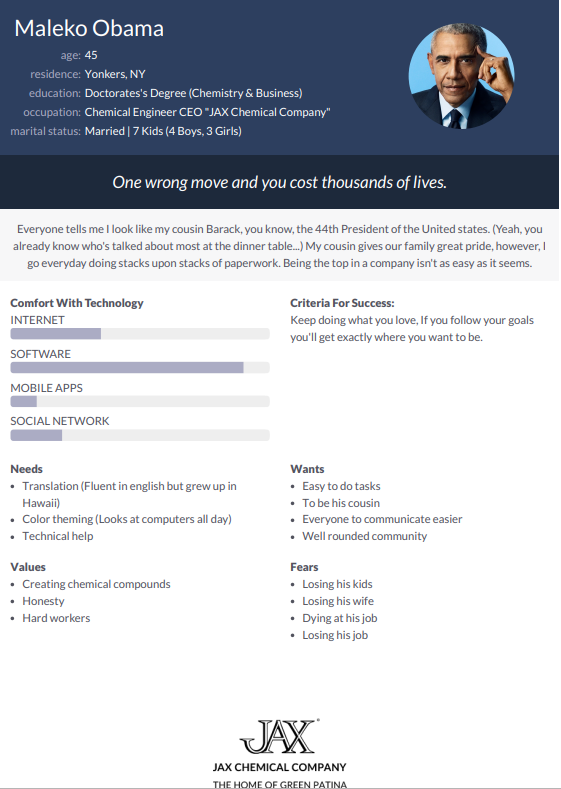 Maleko Obama
age: 45
residence: Yonkers, NY
education: Doctorates's Degree (Chemistry & Business)
occupation: Chemical Engineer CEO "JAX Chemical Company"
marital status: Married | 7 Kids (4 Boys, 3 Girls)
One wrong move and you cost thousands of lives.
Everyone tells me I look like my cousin Barack, you know, the 44th President of the United states. (Yeah, you
already know who's talked about most at the dinner table...) My cousin gives our family great pride, however, I
go everyday doing stacks upon stacks of paperwork. Being the top in a company isn't as easy as it seems.
Comfort With Technology
INTERNET
SOFTWARE
MOBILE APPS
SOCIAL NETWORK
Criteria For Success:
Keep doing what you love, If you follow your goals
you'll get exactly where you want to be.
Needs
• Translation (Fluent in english but grew up in
Hawaii)
• Color theming (Looks at computers all day)
• Technical help
Wants
• Easy to do tasks
• To be his cousin
• Everyone to communicate easier
• Well rounded community
Values
• Creating chemical compounds
• Honesty
• Hard workers
Fears
• Losing his kids
• Losing his wife
• Dying at his job
• Losing his job
JAX®
JAX CHEMICAL COMPANY
THE HOME OF GREEN PATINA